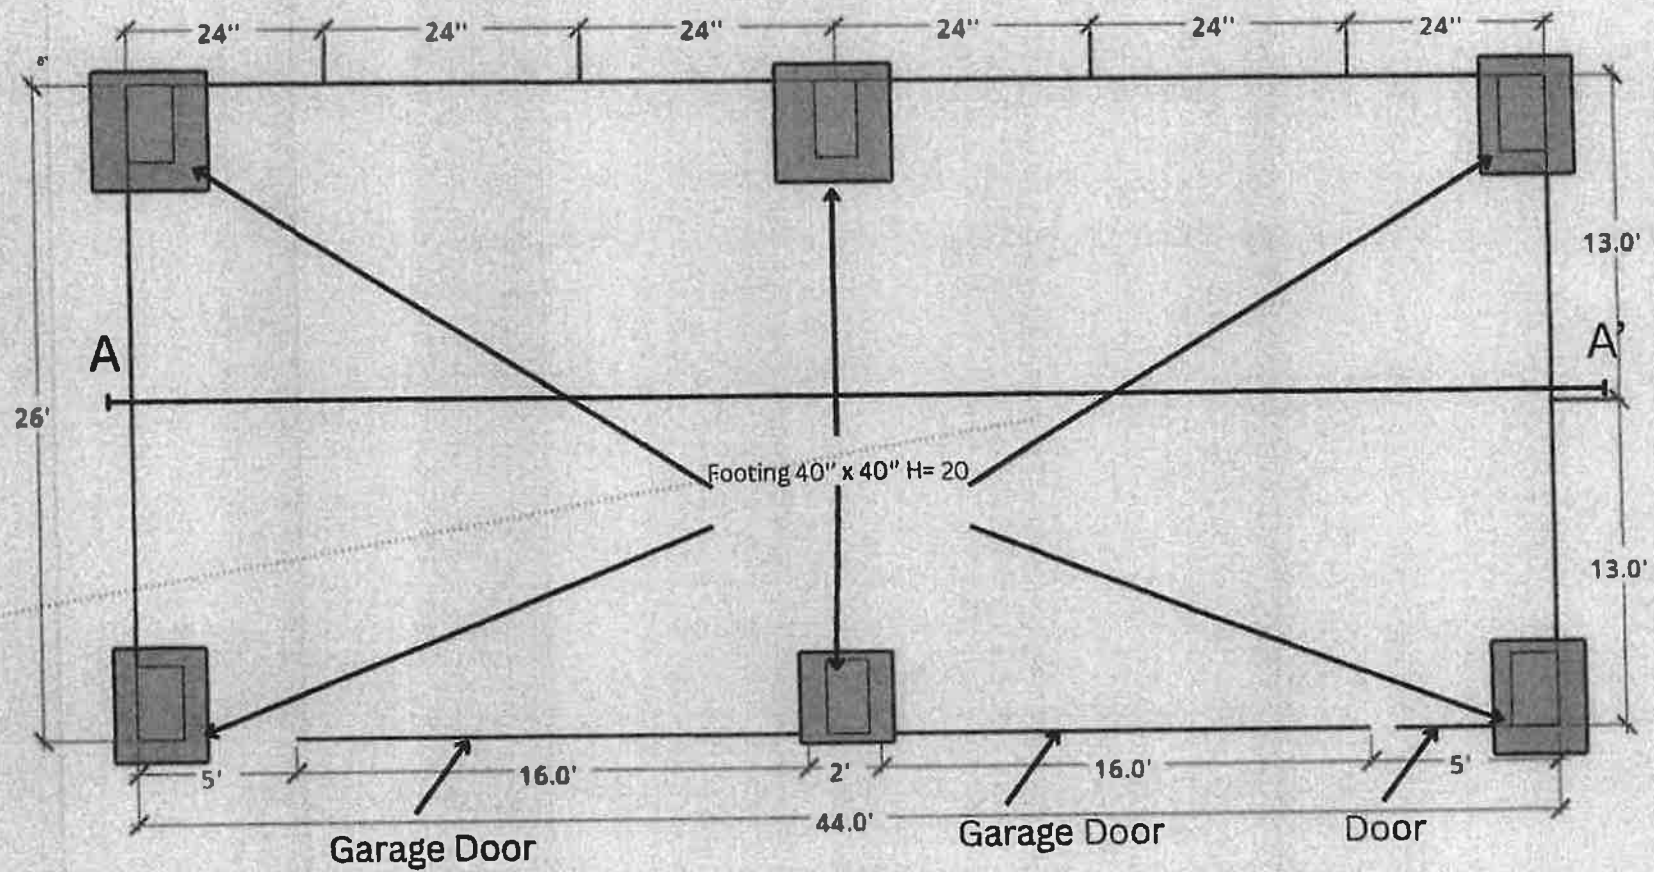 24" 24" 24" 24" 24" 24"
13.0'
A A'
26'
Footing 40" x 40" H= 20
13.0'
5' 16.0' 2' 16.0' 5'
44.0'
Garage Door Garage Door Door